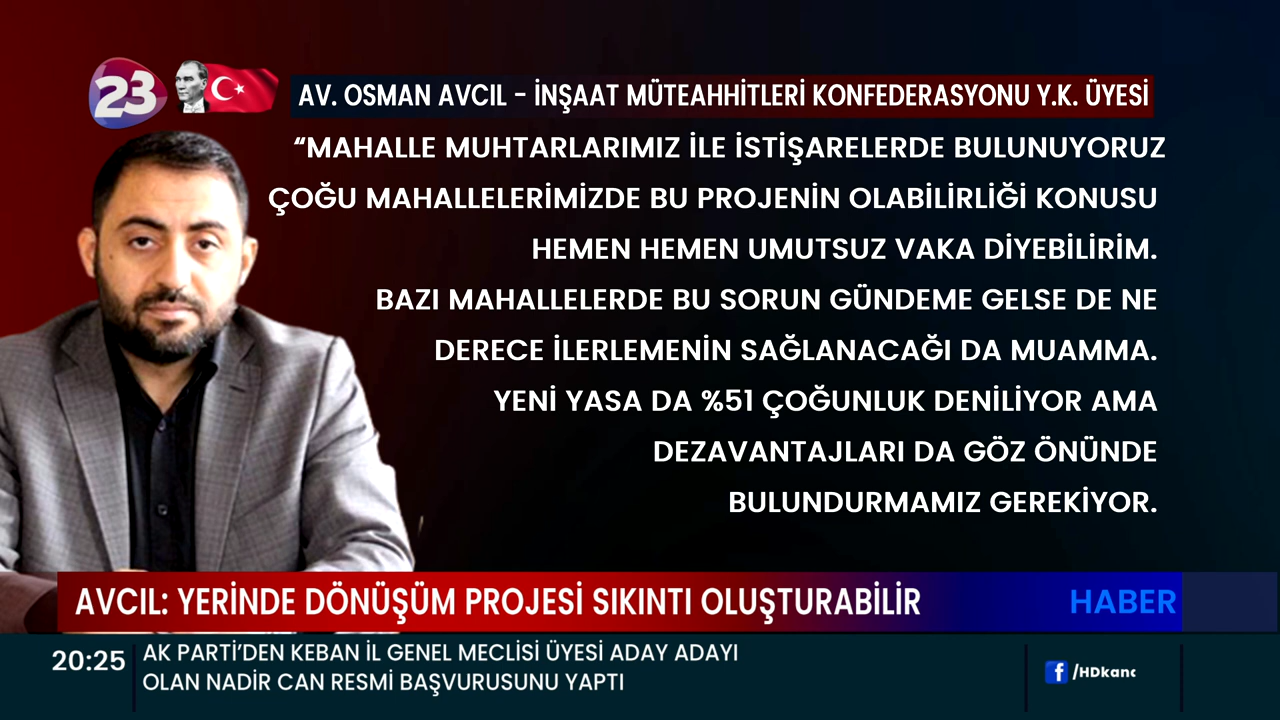 23
AV. OSMAN AVCIL - İNŞAAT MÜTEAHHİTLERİ KONFEDERASYONU Y.K. ÜYESİ
“MAHALLE MUHTARLARIMIZ İLE İSTİŞARELERDE BULUNUYORUZ
ÇOĞU MAHALLELERİMİZDE BU PROJENİN OLABİLİRLİĞİ KONUSU
HEMEN HEMEN UMUTSUZ VAKA DİYEBİLİRİM.
BAZI MAHALLELERDE BU SORUN GÜNDEME GELSE DE NE
DERECE İLERLEMENİN SAĞLANACAĞI DA MUAMMA.
YENİ YASA DA %51 ÇOĞUNLUK DENİLİYOR AMA
DEZAVANTAJLARI DA GÖZ ÖNÜNDE
BULUNDURMAMIZ GEREKİYOR.
AVCIL: YERİNDE DÖNÜŞÜM PROJESİ SIKINTI OLUŞTURABİLİR
HABER
20:25
AK PARTİ’DEN KEBAN İL GENEL MECLİSİ ÜYESİ ADAY ADAYI
OLAN NADİR CAN RESMİ BAŞVURUSUNU YAPTI
f /HDkanc